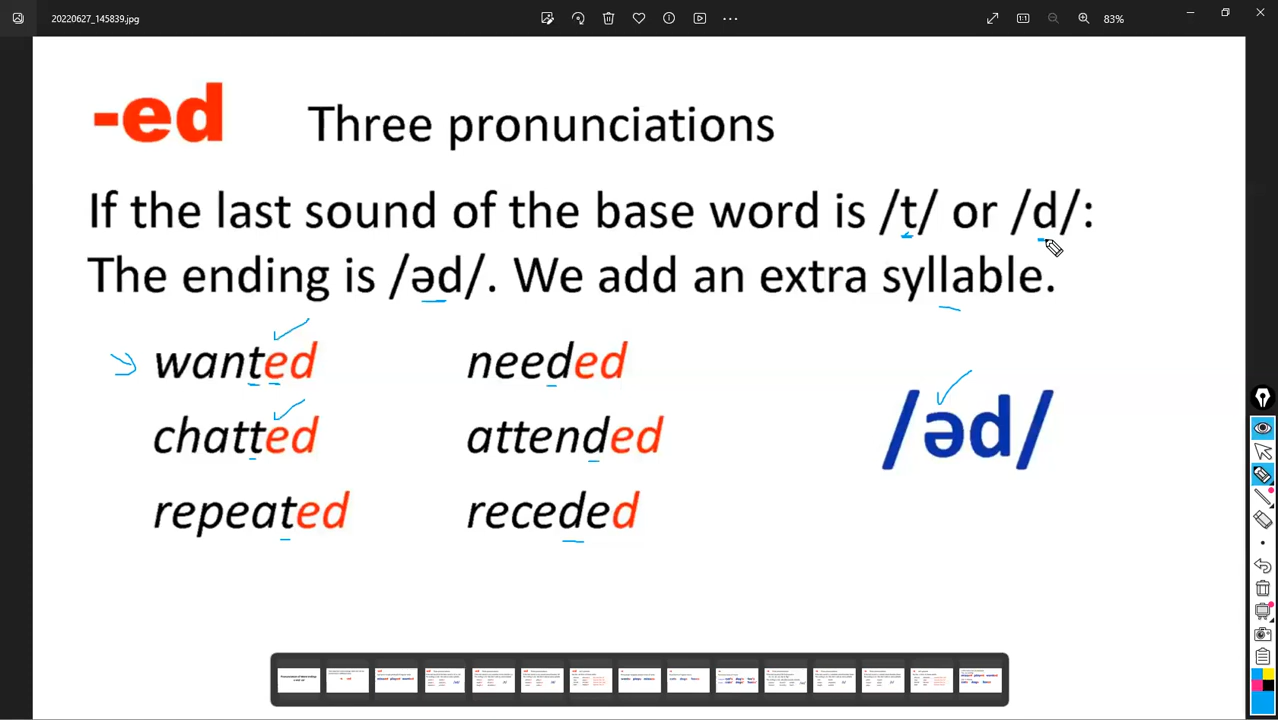 20220627_145839.jpg
83%
-ed Three pronunciations
If the last sound of the base word is /t/ or /d/:
The ending is /əd/. We add an extra syllable.
wanted needed
chatted attended
repeated receded
/əd/